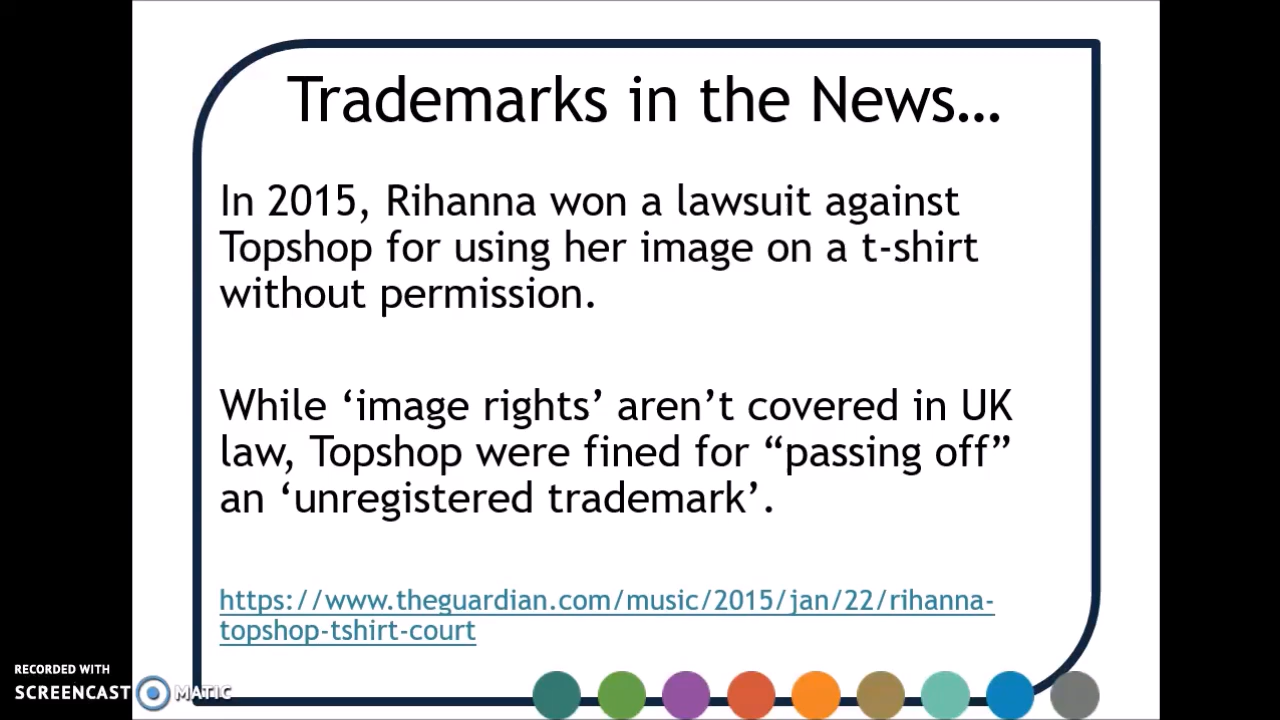 Trademarks in the News…
In 2015, Rihanna won a lawsuit against
Topshop for using her image on a t-shirt
without permission.
While ‘image rights’ aren’t covered in UK
law, Topshop were fined for “passing off”
an ‘unregistered trademark’.
https://www.theguardian.com/music/2015/jan/22/rihanna-
topshop-tshirt-court
RECORDED WITH
SCREENCAST MATIC